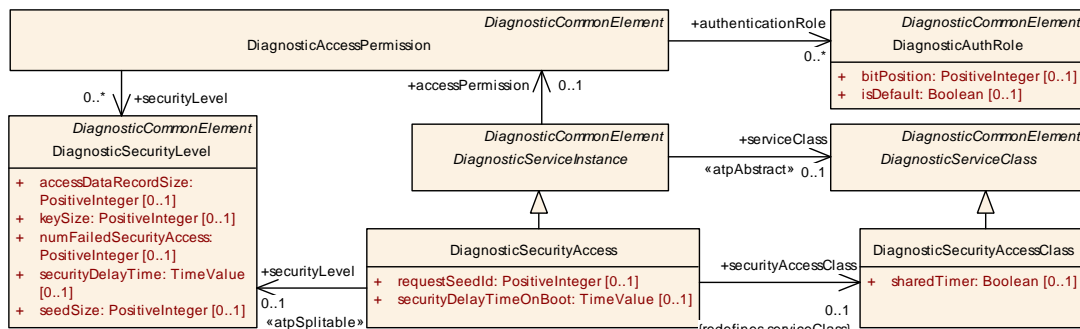 DiagnosticCommonElement
DiagnosticAccessPermission
+authenticationRole
0..*
DiagnosticCommonElement
DiagnosticAuthRole
+ bitPosition: PositiveInteger [0..1]
+ isDefault: Boolean [0..1]
0..*
+securityLevel
+accessPermission
0..1
DiagnosticCommonElement
DiagnosticSecurityLevel
+ accessDataRecordSize:
PositiveInteger [0..1]
+ keySize: PositiveInteger [0..1]
+ numFailedSecurityAccess:
PositiveInteger [0..1]
+ securityDelayTime: TimeValue
[0..1]
+ seedSize: PositiveInteger [0..1]
DiagnosticCommonElement
DiagnosticServiceInstance
+serviceClass
«atpAbstract»
0..1
DiagnosticCommonElement
DiagnosticServiceClass
+securityLevel
0..1
«atpSplitable»
DiagnosticSecurityAccess
+ requestSeedId: PositiveInteger [0..1]
+ securityDelayTimeOnBoot: TimeValue [0..1]
+securityAccessClass
0..1
{redefines serviceClass}
DiagnosticSecurityAccessClass
+ sharedTimer: Boolean [0..1]